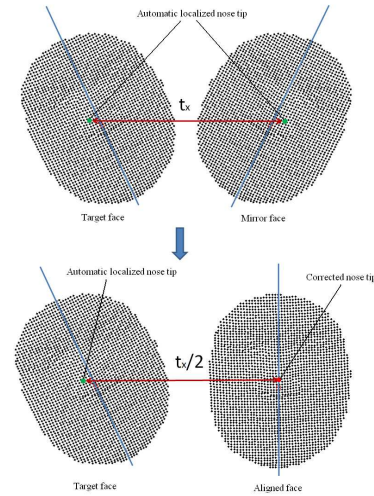 Automatic localized nose tip
tx
Target face
Mirror face
Automatic localized nose tip
Corrected nose tip
tx/2
Target face
Aligned face